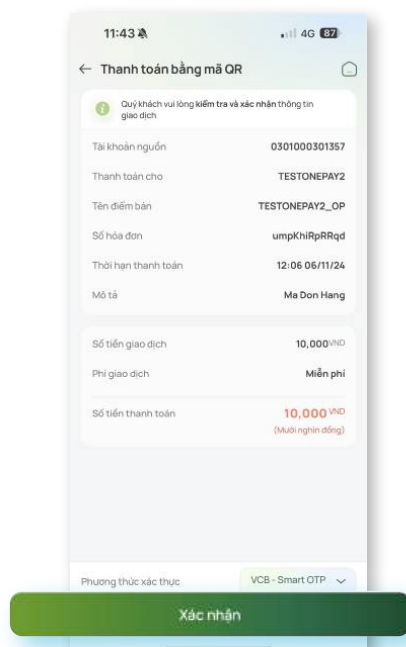 11:43 4G 87
Thanh toán bằng mã QR
Quý khách vui lòng kiểm tra và xác nhận thông tin
giao dịch
Tài khoản nguồn 0301000301357
Thanh toán cho TESTONEPAY2
Tên điểm bán TESTONEPAY2_OP
Số hóa đơn umpKhiRpRRqd
Thời hạn thanh toán 12:06 06/11/24
Mô tả Ma Don Hang
Số tiền giao dịch 10,000 VND
Phí giao dịch Miễn phí
Số tiền thanh toán 10,000 VND
(Mười nghìn đồng)
Phương thức xác thực VCB - Smart OTP
Xác nhận